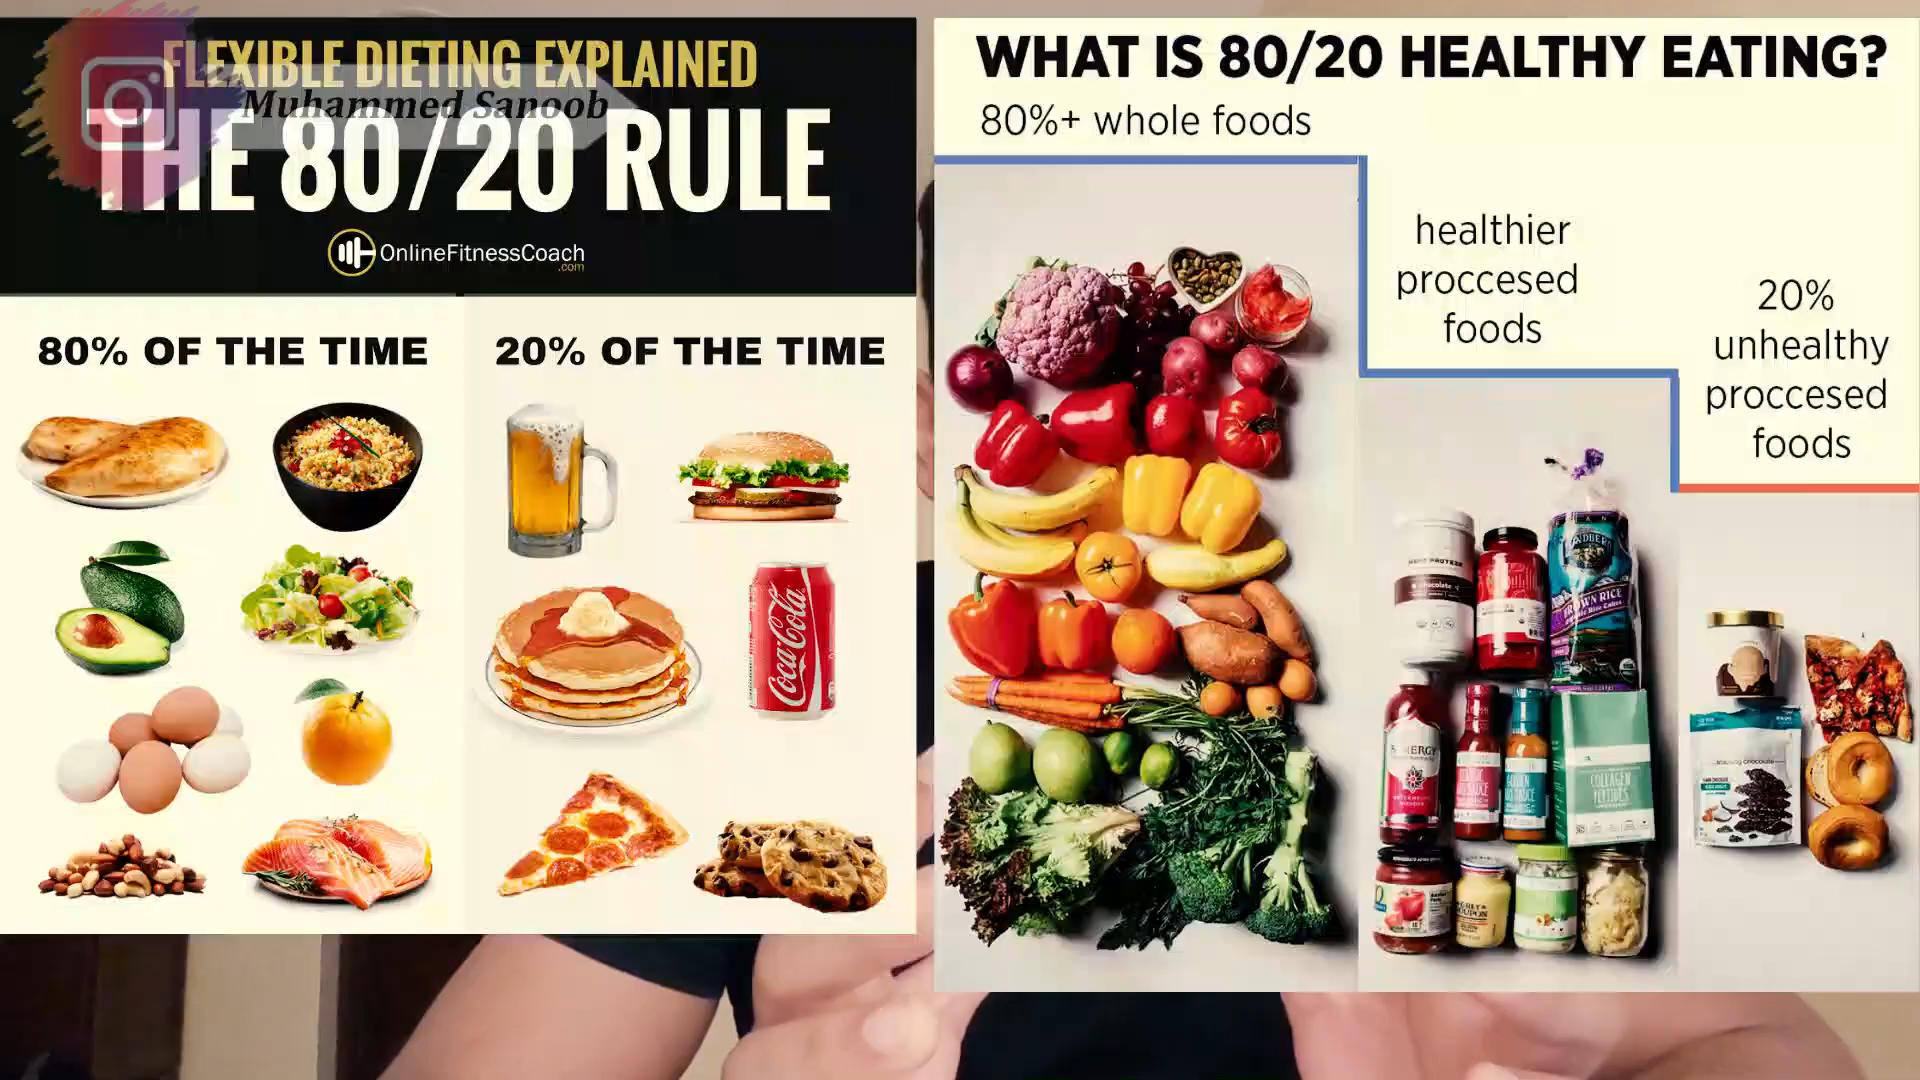 FLEXIBLE DIETING EXPLAINED
Muhammed Sanoob
THE 80/20 RULE
OnlineFitnessCoach
.com
80% OF THE TIME
20% OF THE TIME
Coca-Cola
WHAT IS 80/20 HEALTHY EATING?
80%+ whole foods
healthier
proccesed
foods
20%
unhealthy
proccesed
foods
BROWN RICE
COLLAGEN
PEPTIDES